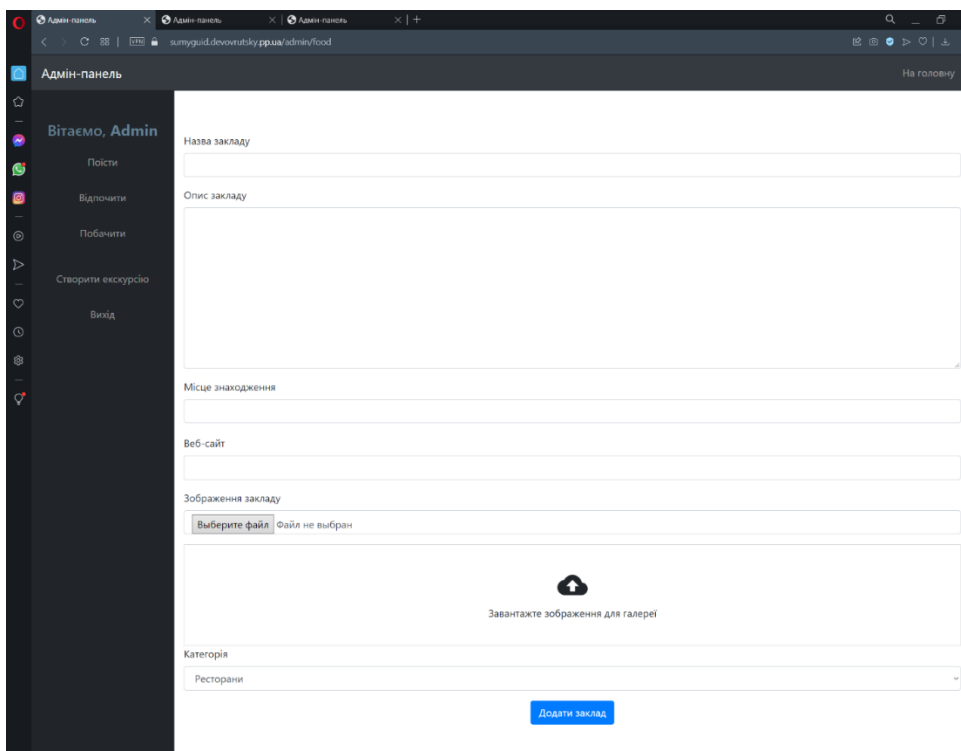 Адмін-панель
Адмін-панель
Адмін-панель
VPN sumyguid.devovrutsky.pp.ua/admin/food
Адмін-панель
На головну
Вітаємо, Admin
Поїсти
Відпочити
Побачити
Створити екскурсію
Вихід
Назва закладу
Опис закладу
Місце знаходження
Веб-сайт
Зображення закладу
Выберите файл Файл не выбран
Завантажте зображення для галереї
Категорія
Ресторани
Додати заклад